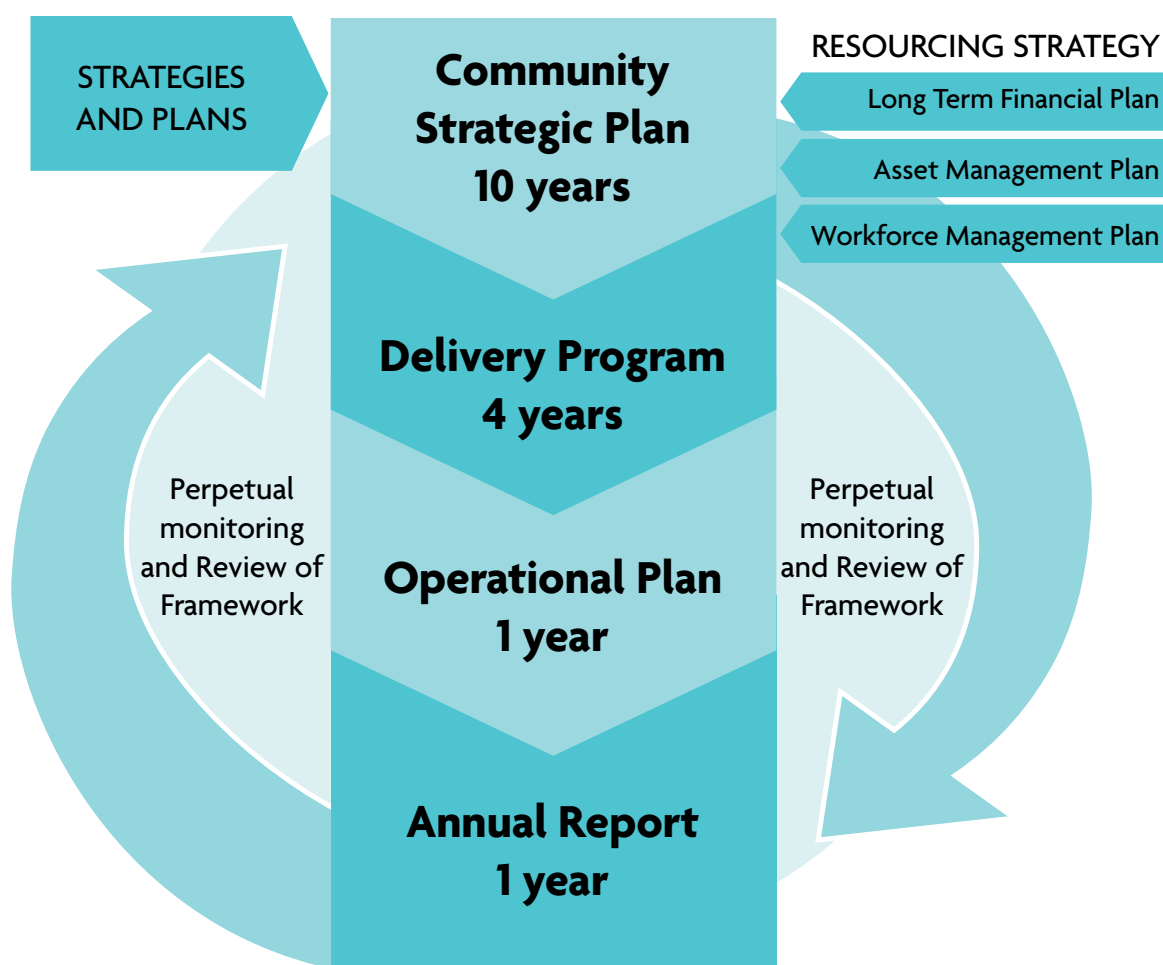 STRATEGIES
AND PLANS
Community
Strategic Plan
10 years
RESOURCING STRATEGY
Long Term Financial Plan
Asset Management Plan
Workforce Management Plan
Delivery Program
4 years
Perpetual
monitoring
and Review of
Framework
Operational Plan
1 year
Perpetual
monitoring
and Review of
Framework
Annual Report
1 year